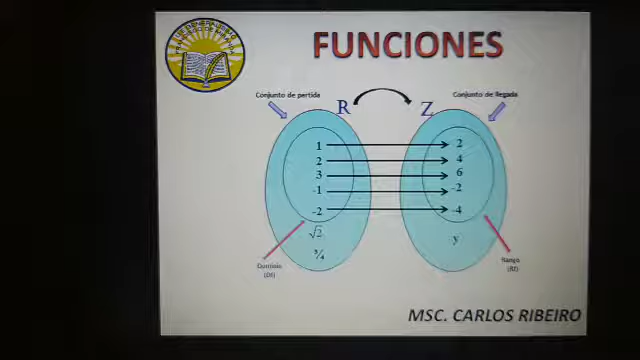 FUNCIONES
Conjunto de partida
Conjunto de llegada
R
Z
1
2
3
-1
-2
√2
¾
2
4
6
-2
-4
y
Dominio
(Df)
Rango
(Rf)
MSC. CARLOS RIBEIRO